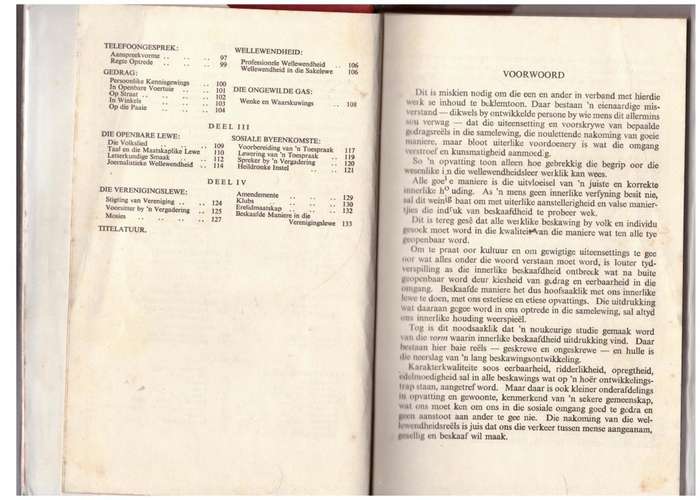 TELEFOONGESPREK:
Aanspreekvorme .. .. .. 97
Regte Optrede .. .. .. 99
GEDRAG:
Persoonlike Kennisgewings .. 100
In Openbare Voertuie .. .. 101
Op Straat .. .. .. .. 102
In Winkels .. .. .. .. 103
Op die Paaie .. .. .. .. 104
WELLEWENDHEID:
Professionele Wellewendheid .. 106
Wellewendheid in die Sakelewe 106
DIE ONGEWILDE GAS:
Wenke en Waarskuwings .. .. 108
DEEL III
DIE OPENBARE LEWE:
Die Volkslied .. .. .. 109
Taal en die Maatskaplike Lewe 110
Letterkundige Smaak .. .. 112
Joernalistieke Wellewendheid .. 114
SOSIALE BYEENKOMSTE:
Voorbereiding van 'n Toespraak 117
Lewering van 'n Toespraak .. 119
Spreker by 'n Vergadering .. 120
Heildronke Instel .. .. 121
DEEL IV
DIE VERENIGINGSLEWE:
Stigting van Vereniging .. .. 124
Voorsitter by 'n Vergadering .. 125
Mosies .. .. .. .. 127
Amendemente .. .. .. 129
Klubs .. .. .. .. 130
Erelidmaatskap .. .. .. 132
Beskaafde Maniere in die
Verenigingslewe 133
TITELATUUR.
VOORWOORD
Dit is miskien nodig om die een en ander in verband met hierdie
werk se inhoud te beklemtoon. Daar bestaan 'n eienaardige mis-
verstand — dikwels by ontwikkelde persone by wie mens dit allermins
sou verwag — dat die uiteensetting en voorskrywe van bepaalde
gedragsreëls in die samelewing, die noulettende nakoming van goeie
maniere, maar bloot uiterlike voordoenery is wat die omgang
verstroef en kunsmatigheid aanmoedig.
So 'n opvatting toon alleen hoe gebrekkig die begrip oor die
wesenlike in die wellewendheidsleer werklik kan wees.
Alle goeie maniere is die uitvloeisel van 'n juiste en korrekte
innerlike houding. As 'n mens geen innerlike verfyning besit nie,
sal dit weinig baat om met uiterlike aanstellerigheid en valse manier-
tjies die indruk van beskaafdheid te probeer wek.
Dit is tereg gesê dat alle werklike beskawing by volk en individu
gesoek moet word in die kwaliteit van die maniere wat ten alle tye
geopenbaar word.
Om te praat oor kultuur en om gewigtige uiteensettings te gee
oor wat alles onder die woord verstaan moet word, is louter tyd-
verspilling as die innerlike beskaafdheid ontbreek wat na buite
geopenbaar word deur kiesheid van gedrag en eerbaarheid in die
omgang. Beskaafde maniere het dus hoofsaaklik met ons innerlike
lewe te doen, met ons estetiese en etiese opvattings. Die uitdrukking
wat daaraan gegee word in ons optrede in die samelewing, sal altyd
ons innerlike houding weerspieël.
Tog is dit noodsaaklik dat 'n noukeurige studie gemaak word
van die vorm waarin innerlike beskaafdheid uitdrukking vind. Daar
bestaan hier baie reëls — geskrewe en ongeskrewe — en hulle is
die neerslag van 'n lang beskawingsontwikkeling.
Karakterkwaliteite soos eerbaarheid, ridderlikheid, opregtheid,
edelmoedigheid sal in alle beskawings wat op 'n hoër ontwikkelings-
trap staan, aangetref word. Maar daar is ook kleiner onderafdelings
in opvatting en gewoonte, kenmerkend van 'n sekere gemeenskap,
wat ons moet ken om ons in die sosiale omgang goed te gedra en
geen aanstoot aan ander te gee nie. Die nakoming van die wel-
lewendheidsreëls is juis dat ons die verkeer tussen mense aangenaam,
gesellig en beskaaf wil maak.